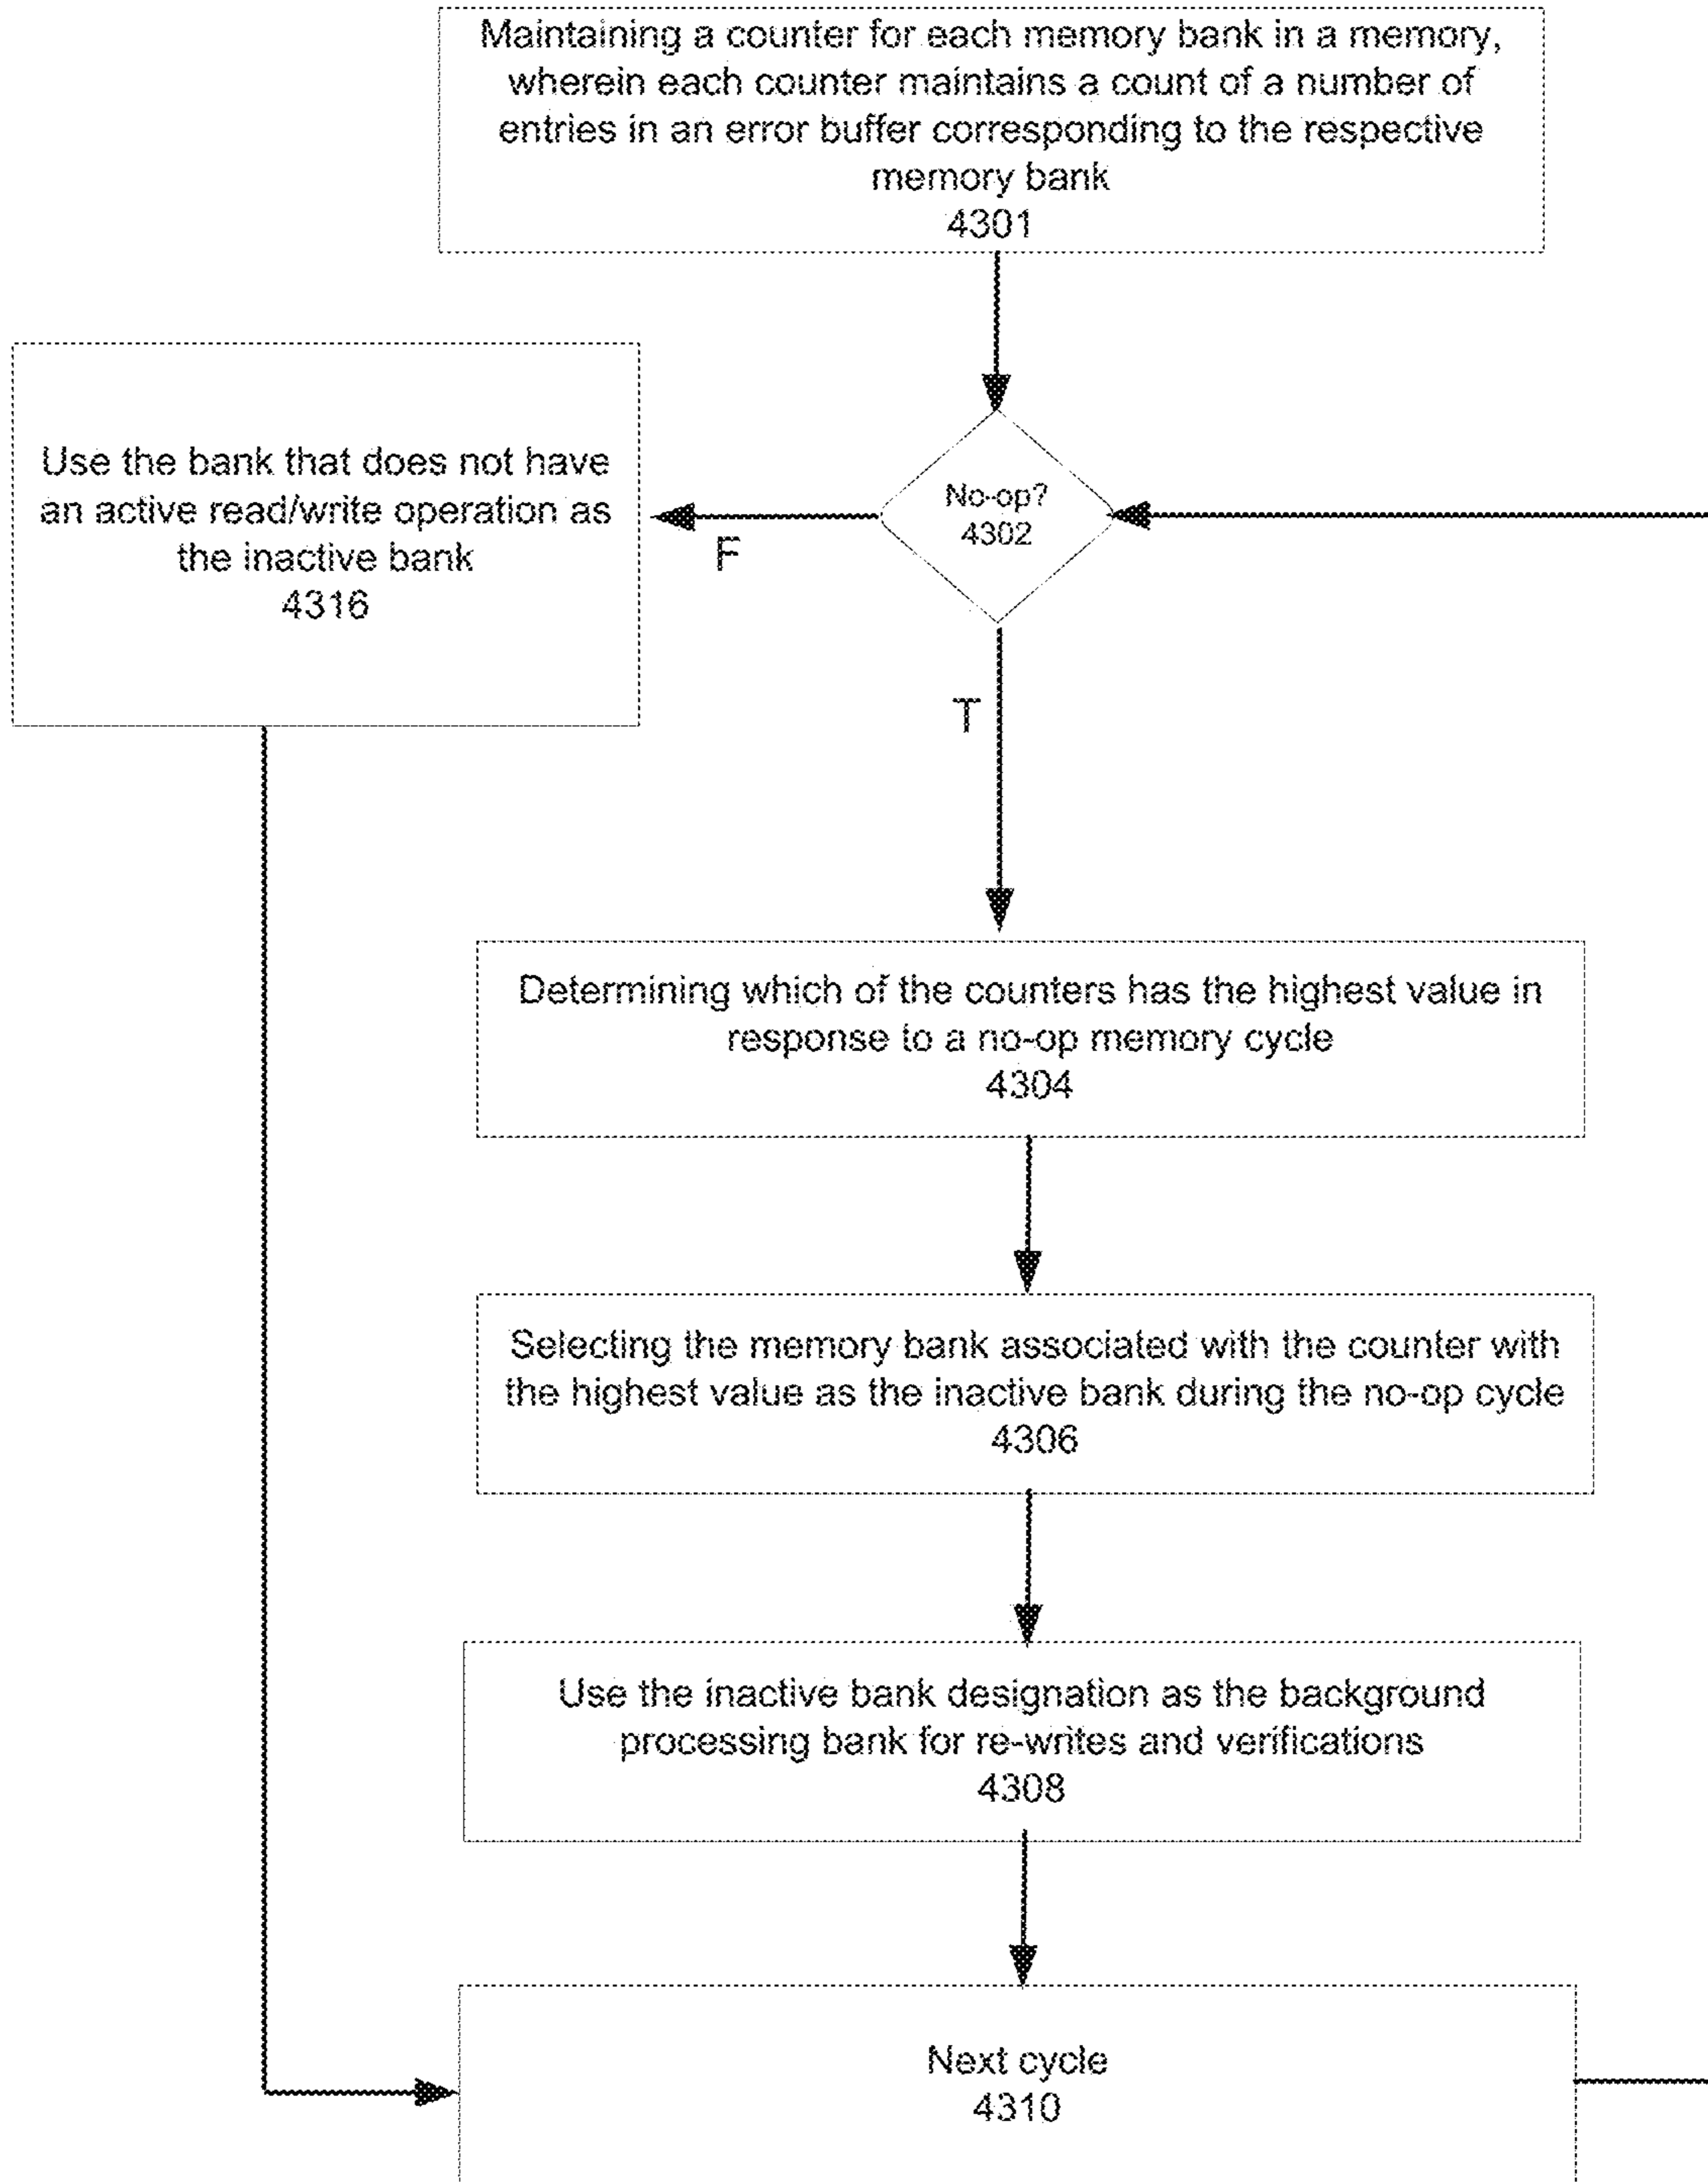 Maintaining a counter for each memory bank in a memory,
wherein each counter maintains a count of a number of
entries in an error buffer corresponding to the respective
memory bank
4301
Use the bank that does not have
an active read/write operation as
the inactive bank
4316
No-op?
4302
F
T
Determining which of the counters has the highest value in
response to a no-op memory cycle
4304
Selecting the memory bank associated with the counter with
the highest value as the inactive bank during the no-op cycle
4306
Use the inactive bank designation as the background
processing bank for re-writes and verifications
4308
Next cycle
4310